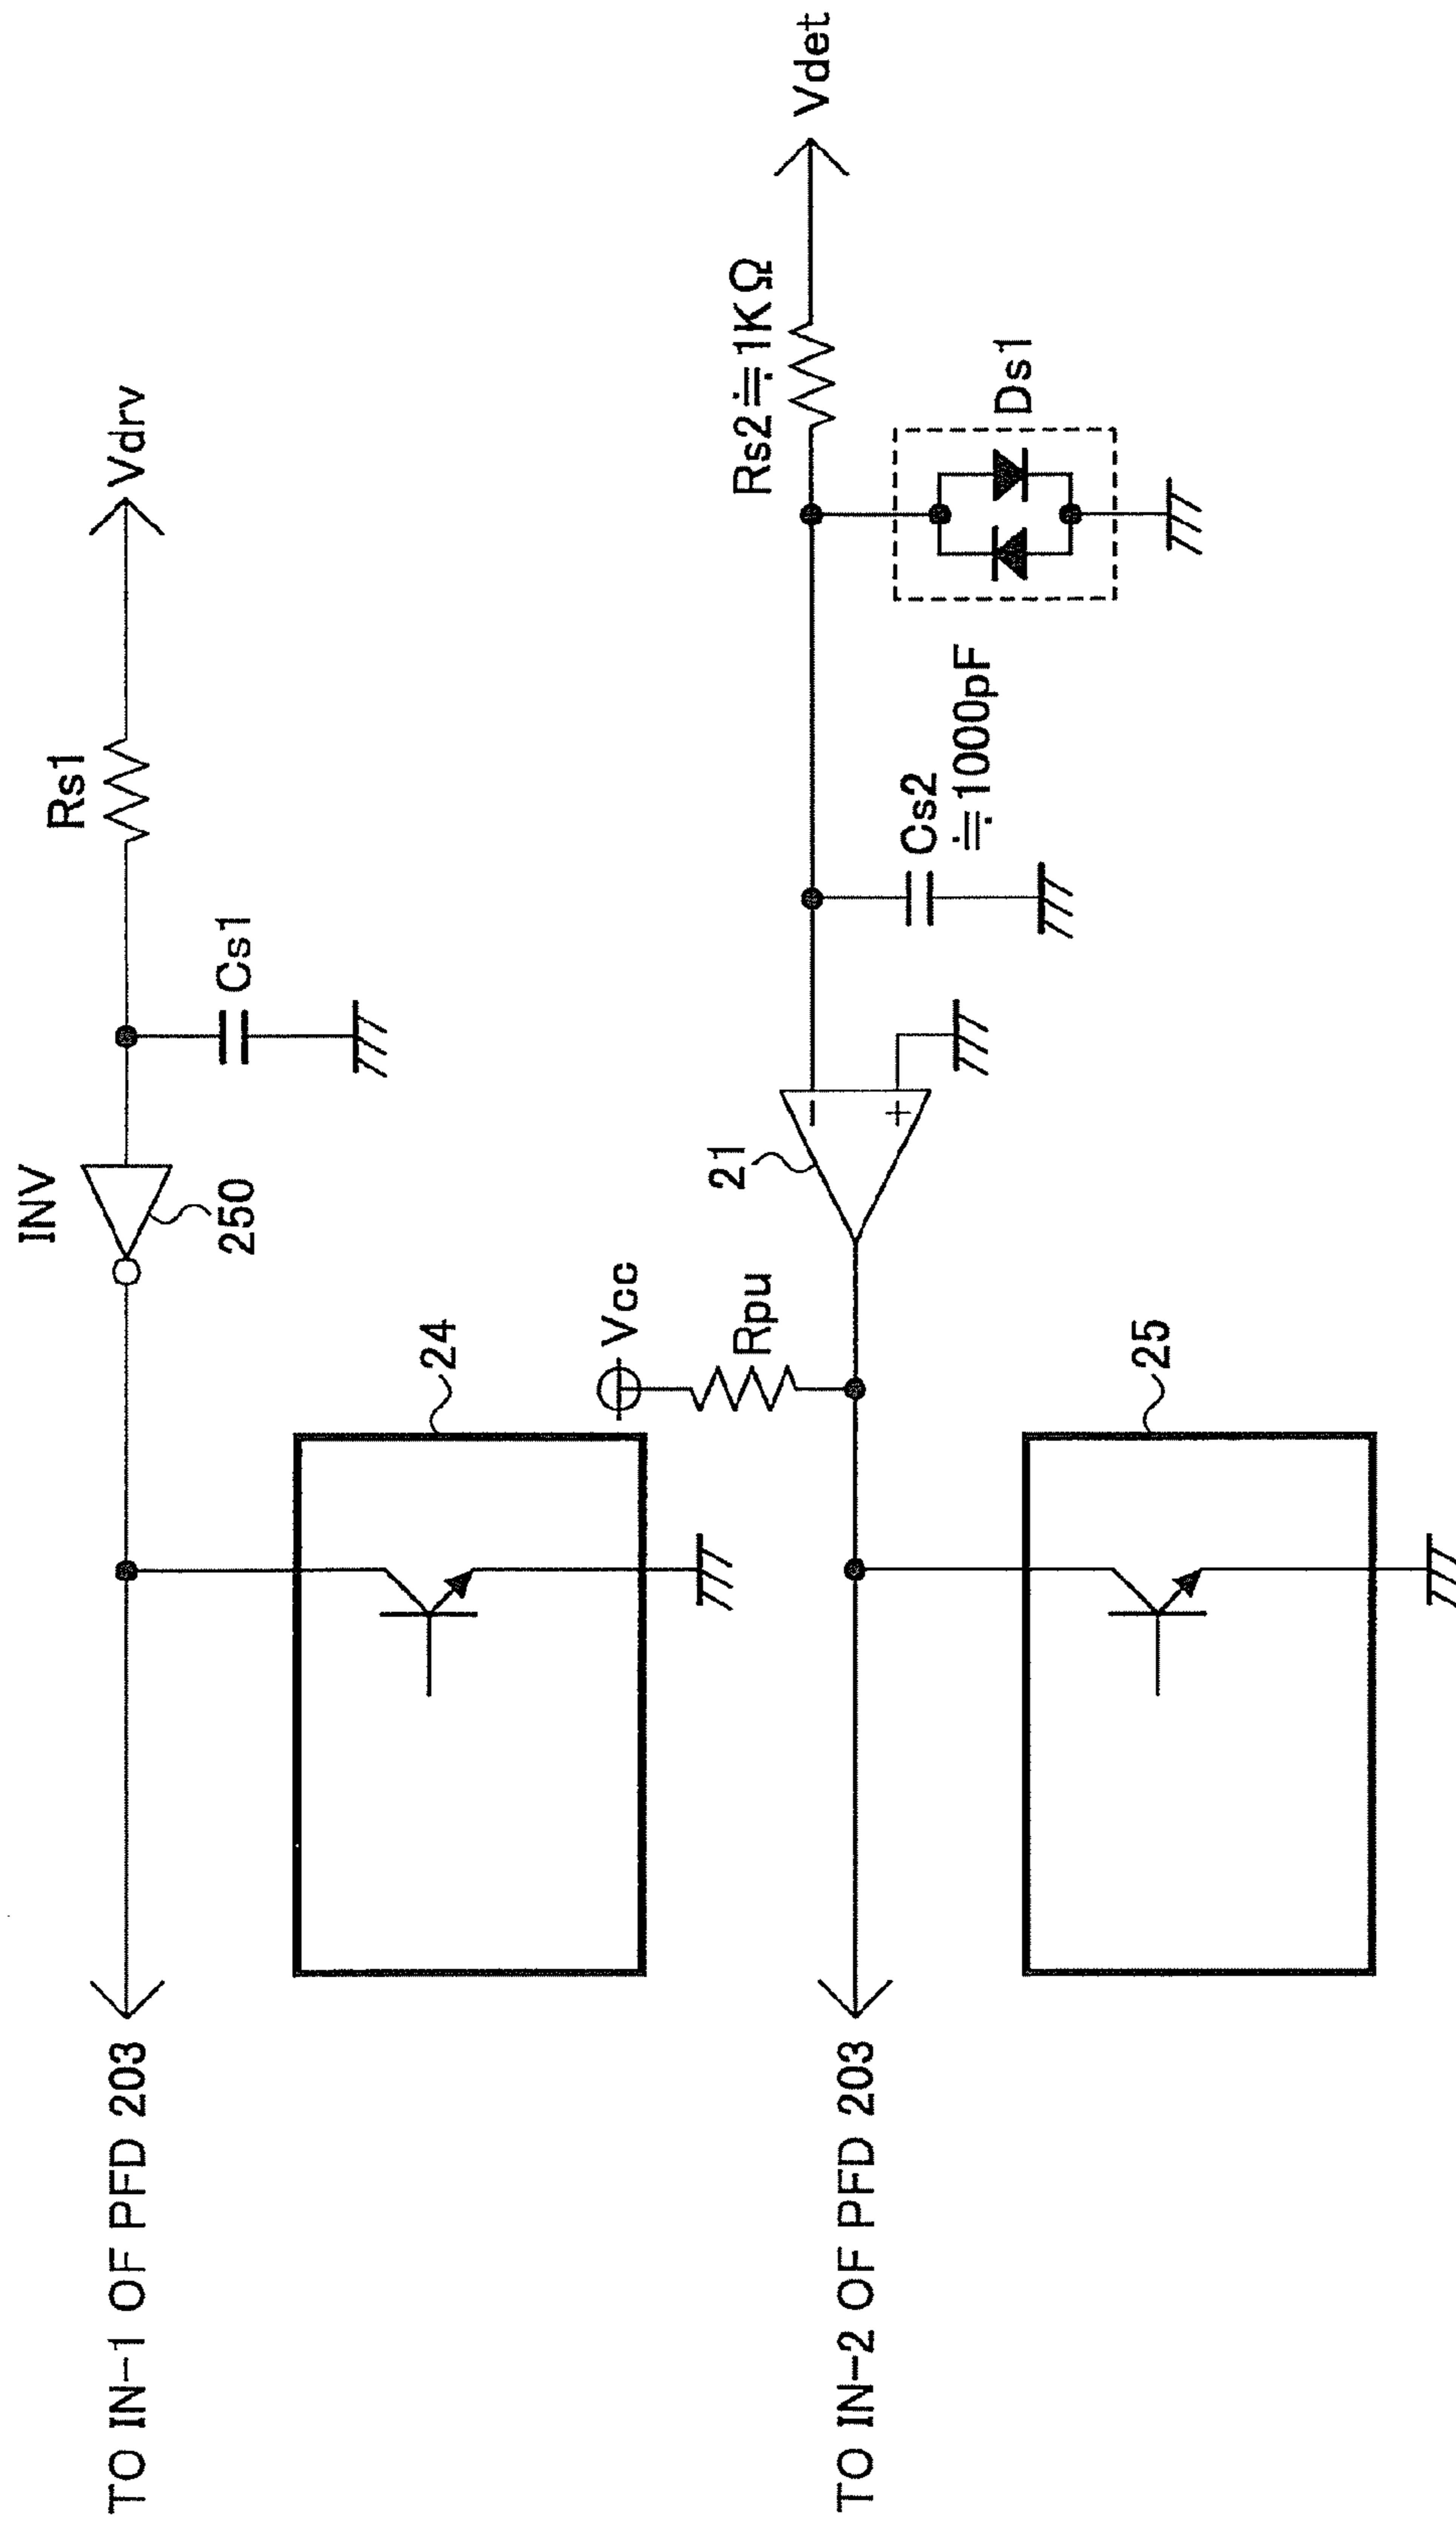 TO IN-1 OF PFD 203
INV
250
Rs1
Cs1
Vdrv
24
Vcc
Rpu
21
-
+
TO IN-2 OF PFD 203
25
Cs2
≒1000pF
Rs2≒1KΩ
Ds1
Vdet